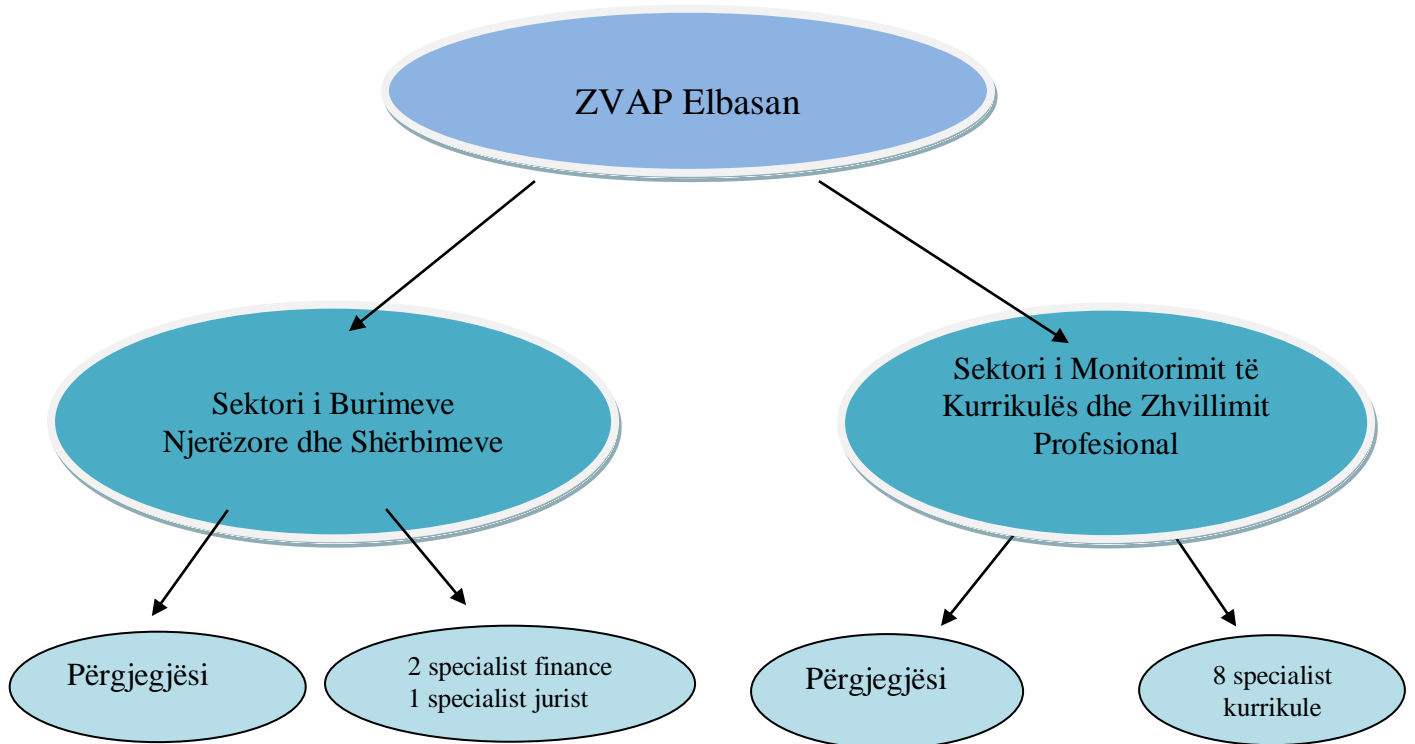 ZVAP Elbasan
Sektori i Burimeve
Njerëzore dhe Shërbimeve
Sektori i Monitorimit të
Kurrikulës dhe Zhvillimit
Profesional
Përgjegjësi
2 specialist finance
1 specialist jurist
Përgjegjësi
8 specialist
kurrikule